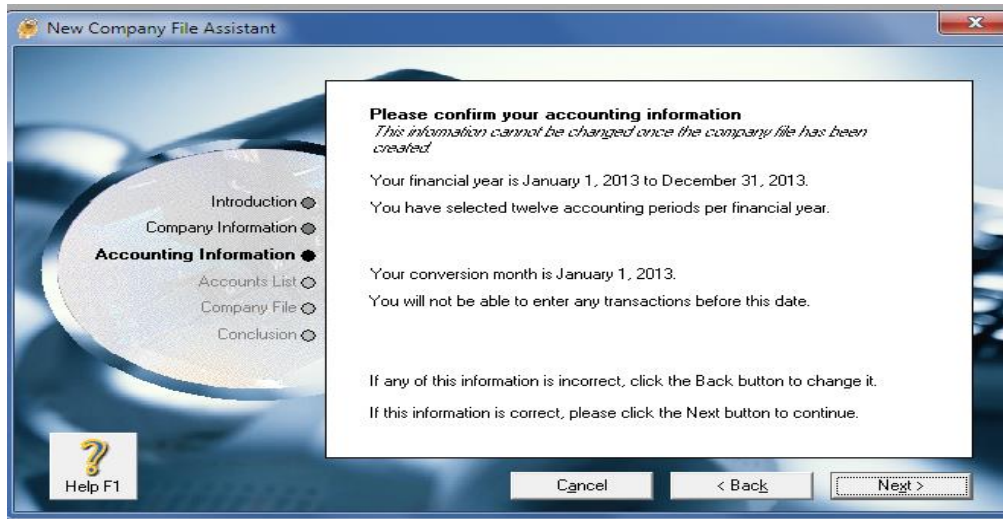 New Company File Assistant
Introduction
Company Information
Accounting Information
Accounts List
Company File
Conclusion
Please confirm your accounting information
This information cannot be changed once the company file has been
created
Your financial year is January 1, 2013 to December 31, 2013.
You have selected twelve accounting periods per financial year.
Your conversion month is January 1, 2013.
You will not be able to enter any transactions before this date.
If any of this information is incorrect, click the Back button to change it.
If this information is correct, please click the Next button to continue.
Help F1
Cancel
< Back
Next >